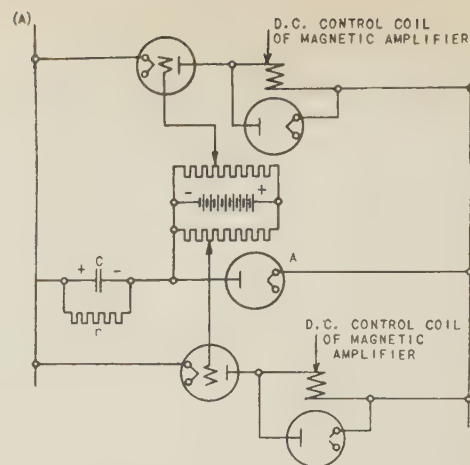 (A)
D.C. CONTROL COIL
OF MAGNETIC AMPLIFIER
- +
+ C -
r
A
D.C. CONTROL COIL
OF MAGNETIC
AMPLIFIER